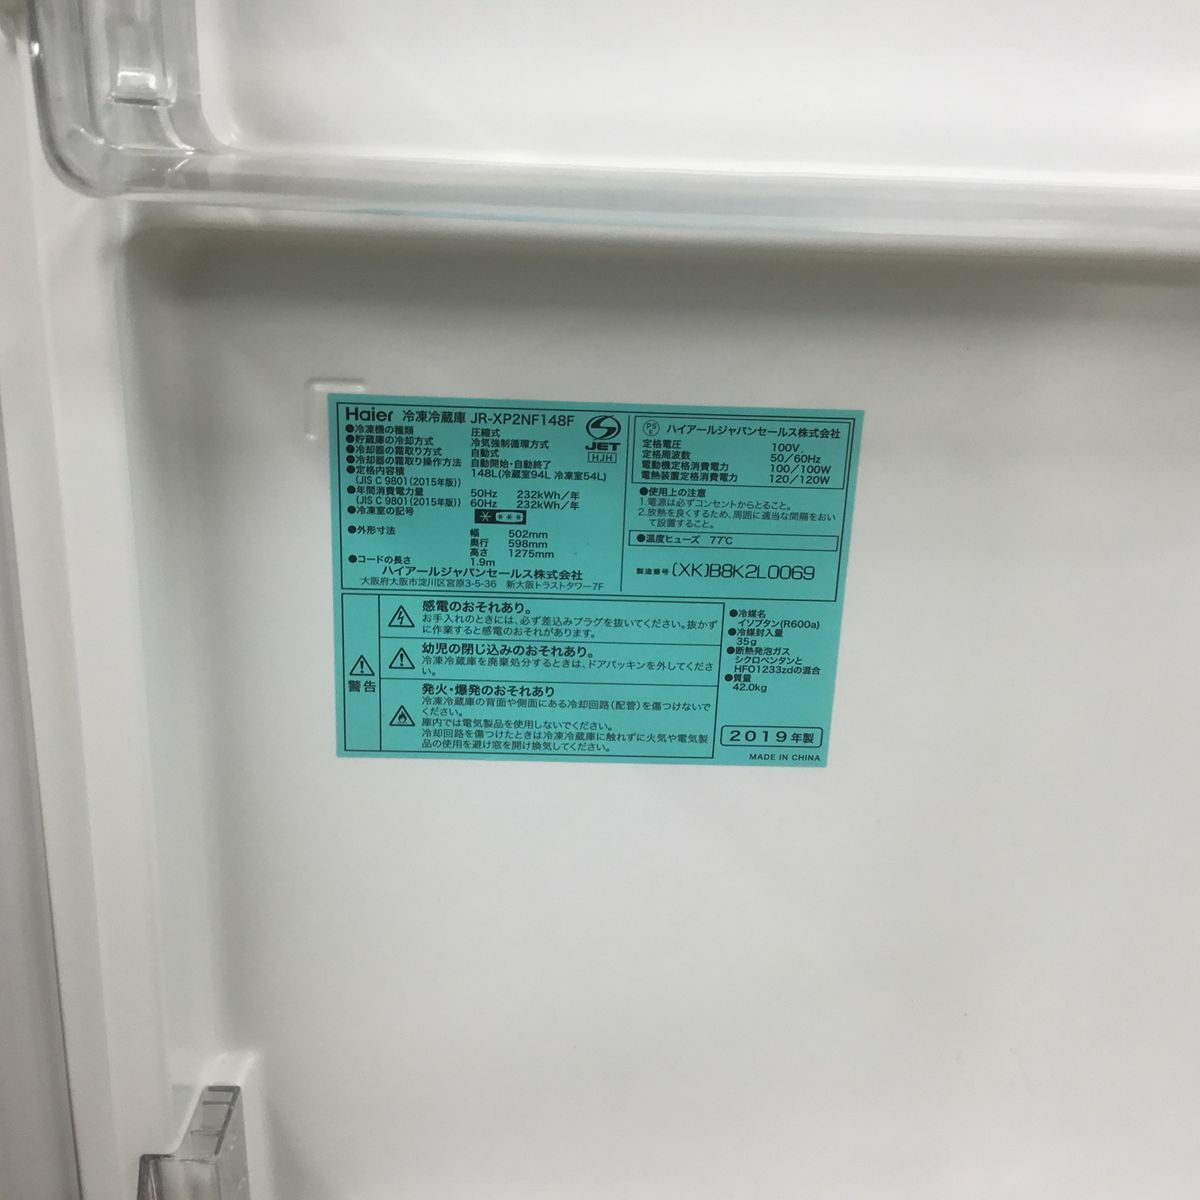 Haier 冷凍冷蔵庫 JR-XP2NF148F
●冷凍機の種類 圧縮式
●貯蔵庫の冷却方式 冷気強制循環方式
●冷却器の霜取り方式 自動式
●冷却器の霜取り操作方法 自動開始・自動終了
●定格内容積 148L(冷蔵室94L 冷凍室54L)
(JIS C 9801(2015年版))
●年間消費電力量 50Hz 232kWh/年
(JIS C 9801(2015年版)) 60Hz 232kWh/年
●冷凍室の記号
●外形寸法 幅 502mm
奥行 598mm
高さ 1275mm
●コードの長さ 1.9m
ハイアールジャパンセールス株式会社
大阪府大阪市淀川区宮原3-5-36 新大阪トラストタワー7F
JET
HJH
PS
E
ハイアールジャパンセールス株式会社
定格電圧 100V
定格周波数 50/60Hz
電動機定格消費電力 100/100W
電熱装置定格消費電力 120/120W
●使用上の注意
1.電源は必ずコンセントからとること。
2.放熱を良くするため、周囲に適当な間隔をおい
て設置すること。
●温度ヒューズ 77℃
製造番号 (XK)B8K2L0069
警告
感電のおそれあり。
お手入れのときには、必ず差込みプラグを抜いてください。抜かず
に作業すると感電のおそれがあります。
幼児の閉じ込めのおそれあり。
冷凍冷蔵庫を廃棄処分するときは、ドアパッキンを外してくださ
い。
発火・爆発のおそれあり
冷凍冷蔵庫の背面や側面にある冷却回路(配管)を傷つけないで
ください。
庫内では電気製品を使用しないでください。
冷却回路を傷つけたときは冷凍冷蔵庫に触れずに火気や電気製
品の使用を避け窓を開け換気してください。
●冷媒名
イソブタン(R600a)
●冷媒封入量
35g
●断熱発泡ガス
シクロペンタンと
HFO1233zdの混合
●質量
42.0kg
2019年製
MADE IN CHINA